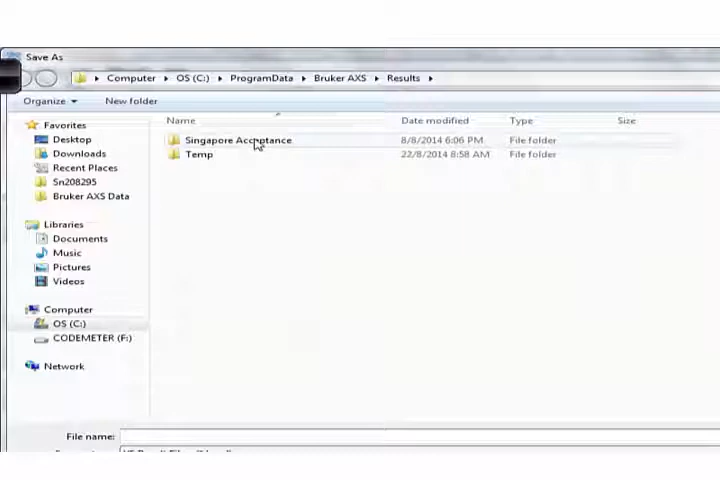 Save As
Computer OS (C:) ProgramData Bruker AXS Results
Organize New folder
Name Date modified Type Size
Favorites
Desktop
Downloads
Recent Places
Sn208295
Bruker AXS Data
Libraries
Documents
Music
Pictures
Videos
Computer
OS (C:)
CODEMETER (F:)
Network
Singapore Acceptance 8/8/2014 6:06 PM File folder
Temp 22/8/2014 8:58 AM File folder
File name: